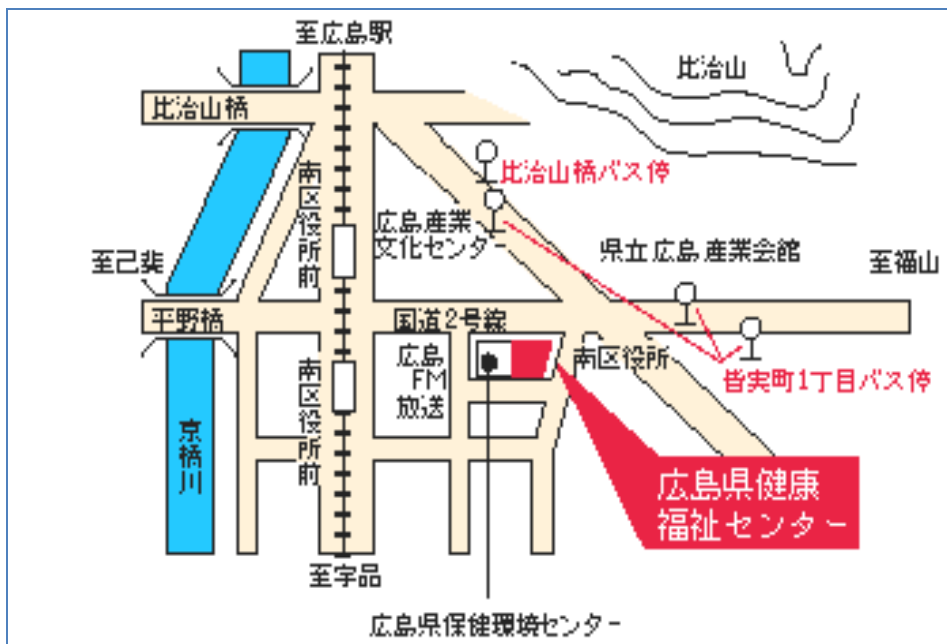 至広島駅
比治山
比治山橋
比治山橋バス停
南区役所前
広島産業
文化センター
県立広島産業会館
至己斐
至福山
平野橋
国道2号線
広島
FM
放送
南区役所
皆実町1丁目バス停
南区役所前
京橋川
広島県健康
福祉センター
至宇品
広島県保健環境センター